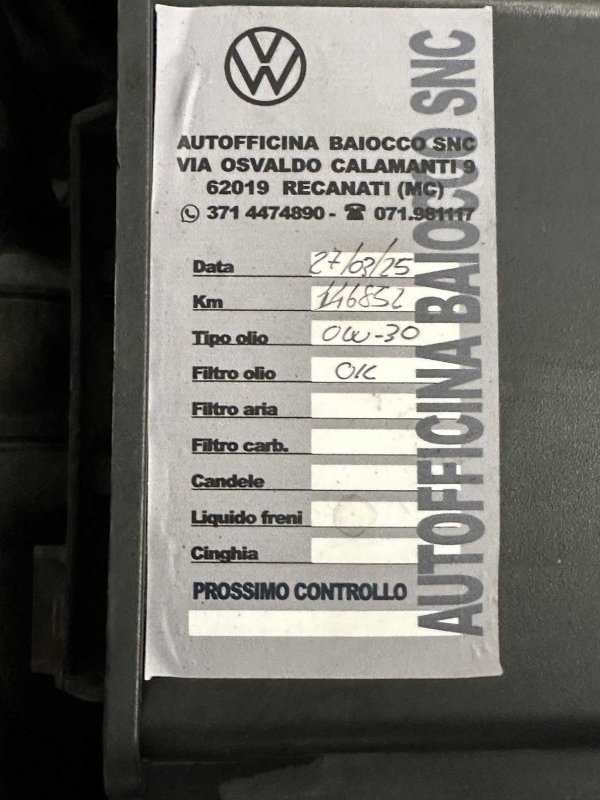 AUTOFFICINA BAIOCCO SNC
VIA OSVALDO CALAMANTI 9
62019 RECANATI (MC)
371 4474890 - 071.981117
Data 27/03/25
Km 146852
Tipo olio 0W-30
Filtro olio OK
Filtro aria
Filtro carb.
Candele
Liquido freni
Cinghia
PROSSIMO CONTROLLO
AUTOFFICINA BAIOCCO SNC